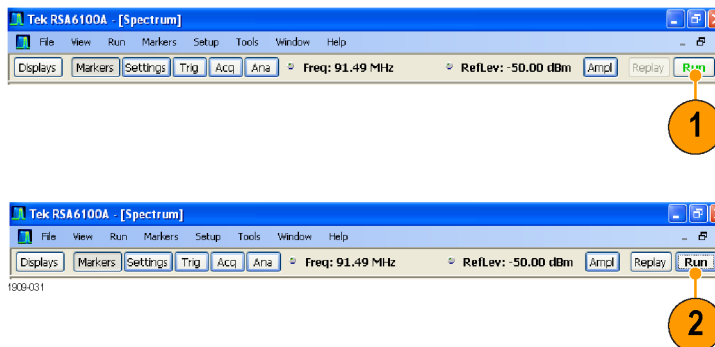 Tek RSA6100A - [Spectrum]
File View Run Markers Setup Tools Window Help
Displays Markers Settings Trig Acq Ana Freq: 91.49 MHz RefLev: -50.00 dBm Ampl Replay Run
1
Tek RSA6100A - [Spectrum]
File View Run Markers Setup Tools Window Help
Displays Markers Settings Trig Acq Ana Freq: 91.49 MHz RefLev: -50.00 dBm Ampl Replay Run
1909-031
2